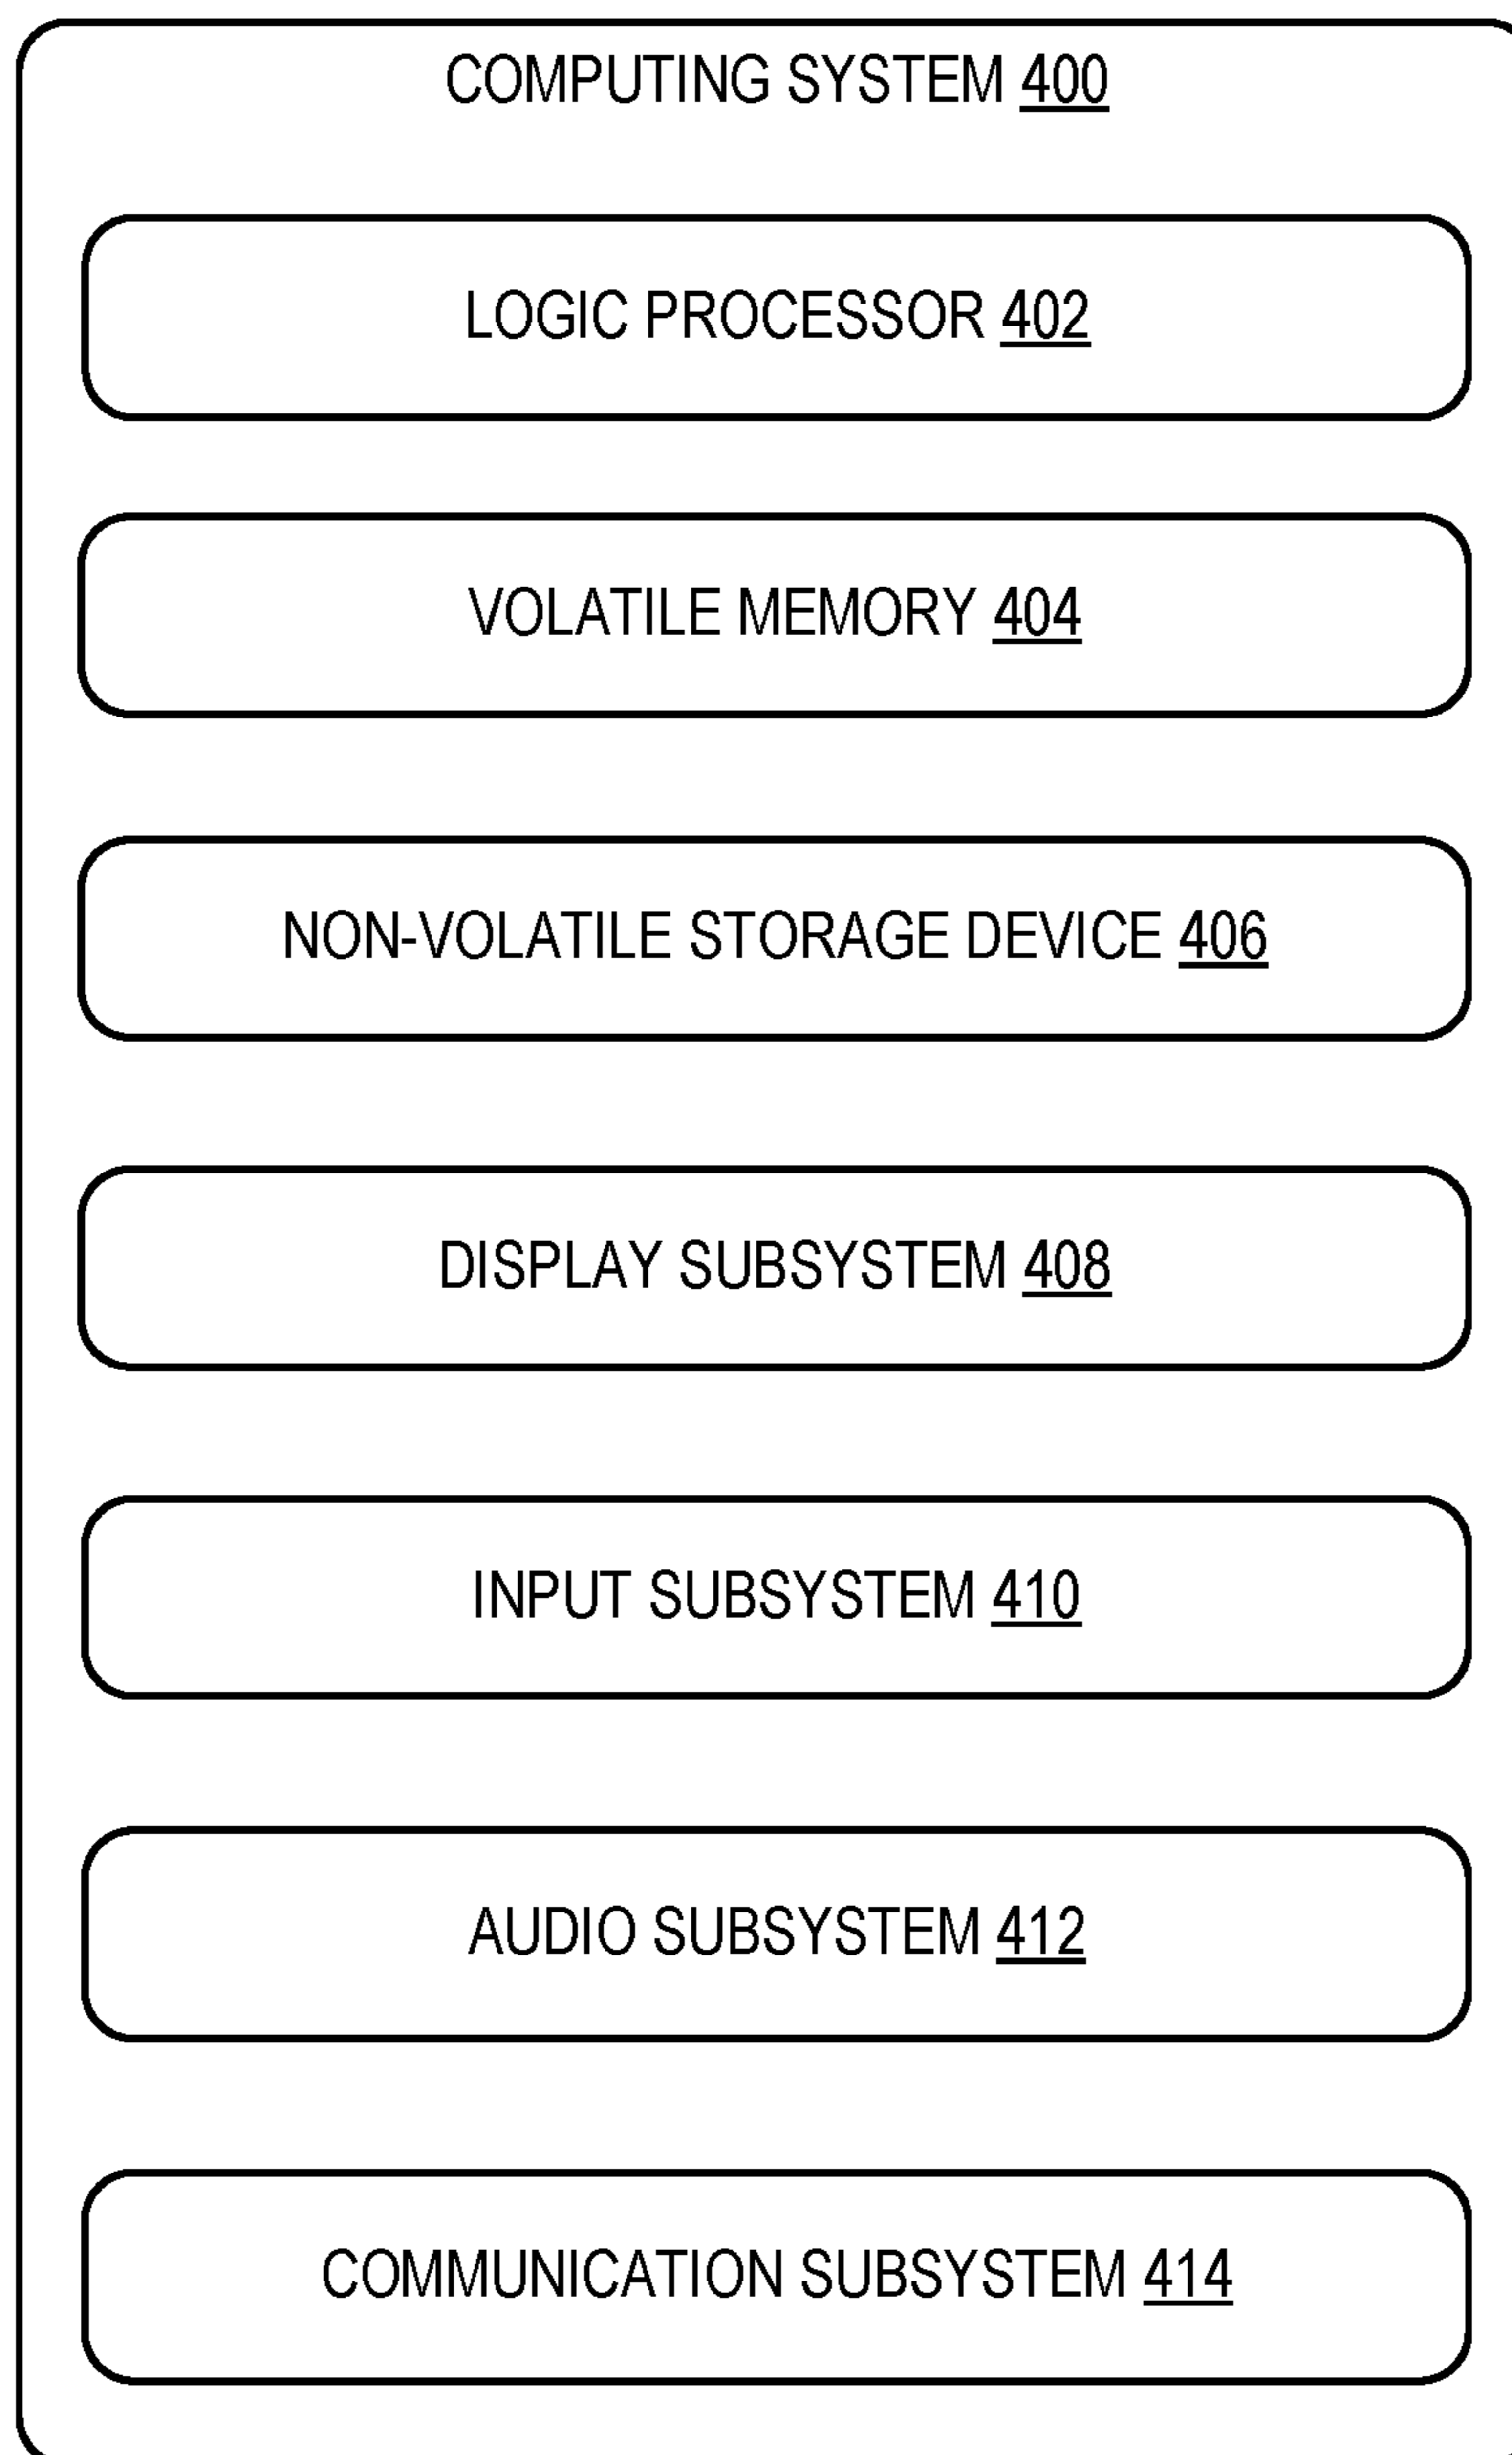 COMPUTING SYSTEM 400
LOGIC PROCESSOR 402
VOLATILE MEMORY 404
NON-VOLATILE STORAGE DEVICE 406
DISPLAY SUBSYSTEM 408
INPUT SUBSYSTEM 410
AUDIO SUBSYSTEM 412
COMMUNICATION SUBSYSTEM 414